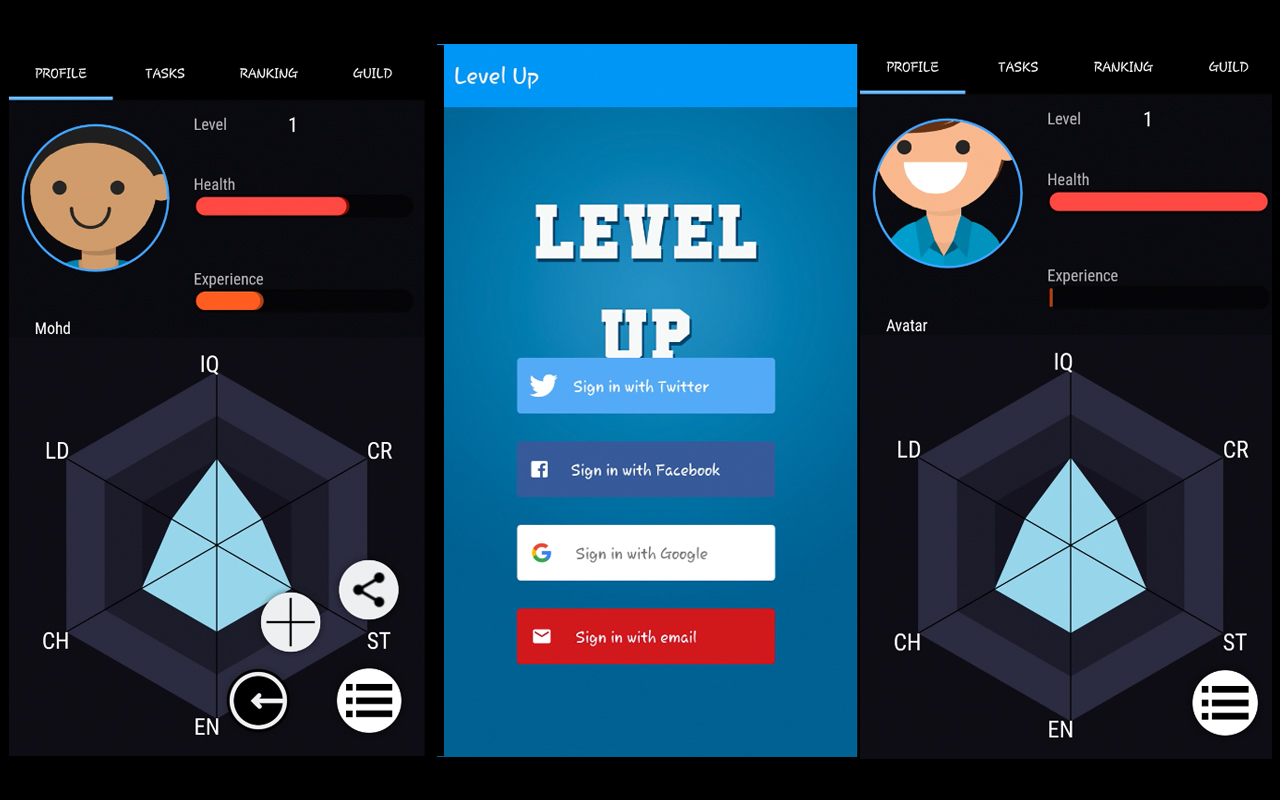 PROFILE TASKS RANKING GUILD
Level 1
Health
Experience
Mohd
IQ
LD CR
CH ST
EN
Level Up
LEVEL
UP
Sign in with Twitter
Sign in with Facebook
Sign in with Google
Sign in with email
PROFILE TASKS RANKING GUILD
Level 1
Health
Experience
Avatar
IQ
LD CR
CH ST
EN